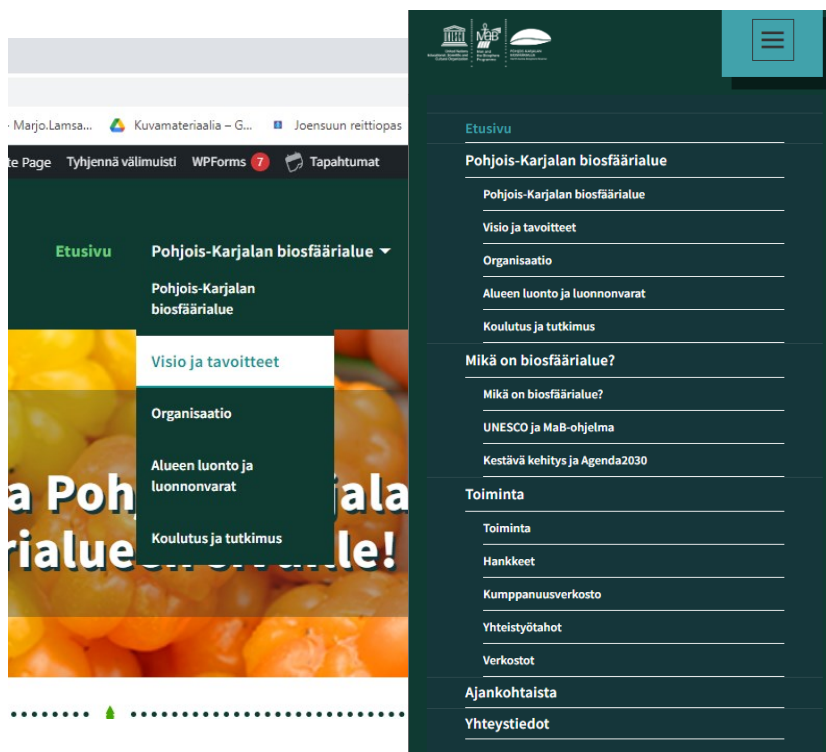 - Marjo.Lamsa...
Kuvamateriaalia – G...
Joensuun reittiopas
te Page
Tyhjennä välimuisti
WPForms
7
Tapahtumat
Etusivu
Pohjois-Karjalan biosfäärialue
Pohjois-Karjalan
biosfäärialue
Visio ja tavoitteet
Organisaatio
Alueen luonto ja
luonnonvarat
Koulutus ja tutkimus
a Poh jala
rialue lle!
MaB
Etusivu
Pohjois-Karjalan biosfäärialue
Pohjois-Karjalan biosfäärialue
Visio ja tavoitteet
Organisaatio
Alueen luonto ja luonnonvarat
Koulutus ja tutkimus
Mikä on biosfäärialue?
Mikä on biosfäärialue?
UNESCO ja MaB-ohjelma
Kestävä kehitys ja Agenda2030
Toiminta
Toiminta
Hankkeet
Kumppanuusverkosto
Yhteistyötahot
Verkostot
Ajankohtaista
Yhteystiedot